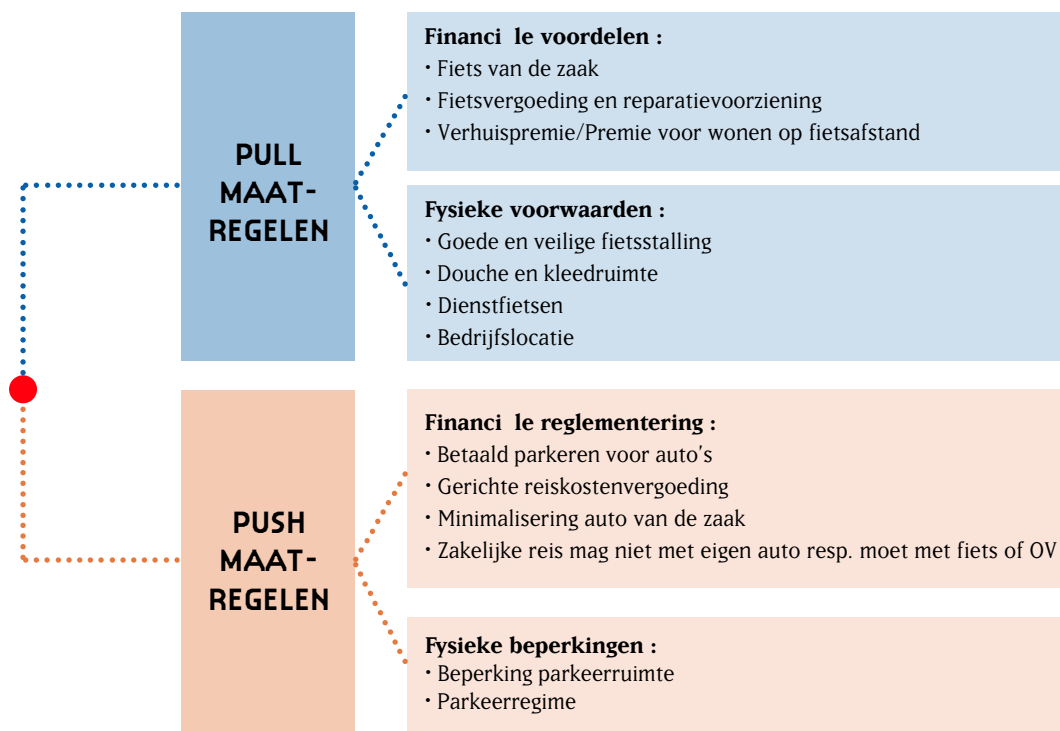 PULL
MAAT-
REGELEN
Financi le voordelen :
· Fiets van de zaak
· Fietsvergoeding en reparatievoorziening
· Verhuispremie/Premie voor wonen op fietsafstand
Fysieke voorwaarden :
· Goede en veilige fietsstalling
· Douche en kleedruimte
· Dienstfietsen
· Bedrijfslocatie
PUSH
MAAT-
REGELEN
Financi le reglementering :
· Betaald parkeren voor auto's
· Gerichte reiskostenvergoeding
· Minimalisering auto van de zaak
· Zakelijke reis mag niet met eigen auto resp. moet met fiets of OV
Fysieke beperkingen :
· Beperking parkeerruimte
· Parkeerregime